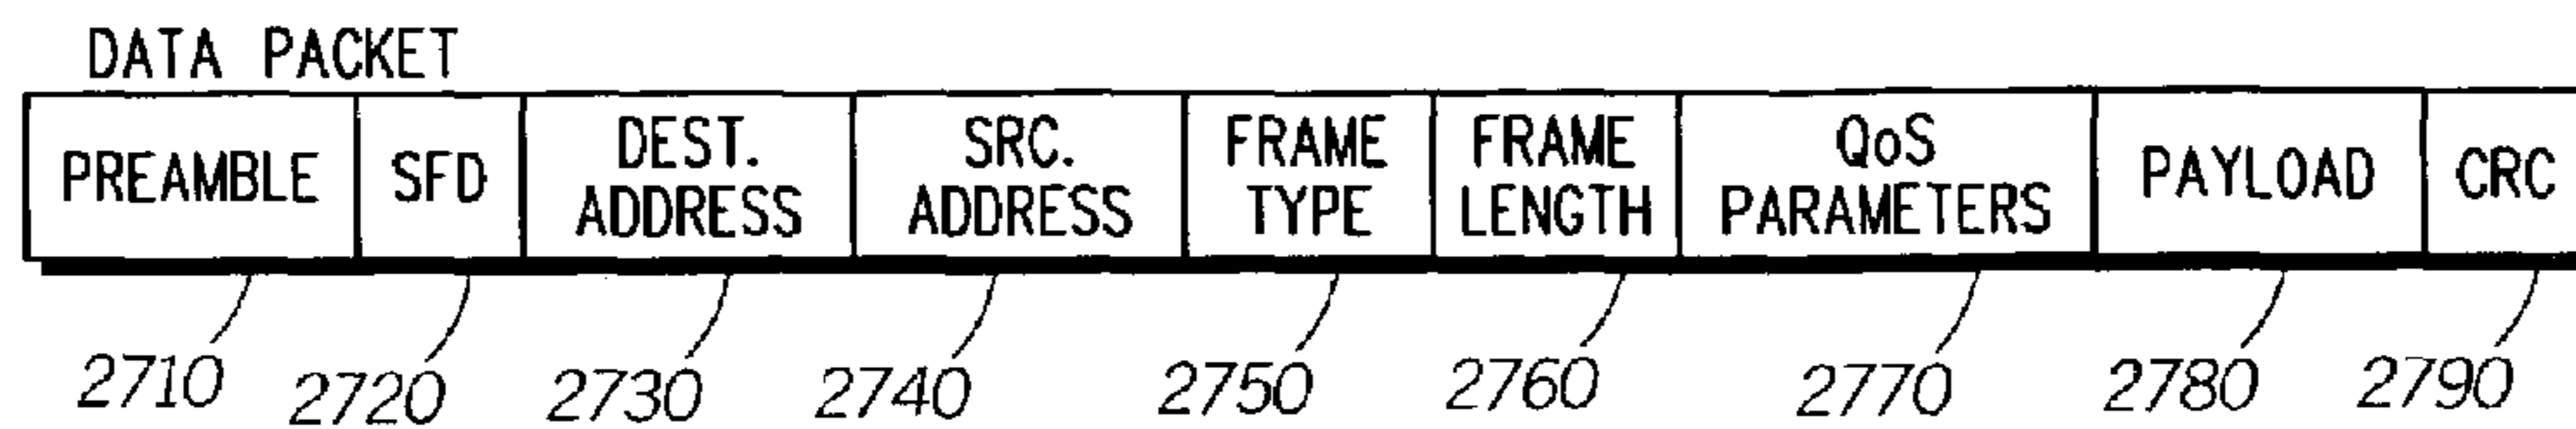 DATA PACKET
PREAMBLE SFD DEST. ADDRESS SRC. ADDRESS FRAME TYPE FRAME LENGTH QoS PARAMETERS PAYLOAD CRC
2710 2720 2730 2740 2750 2760 2770 2780 2790